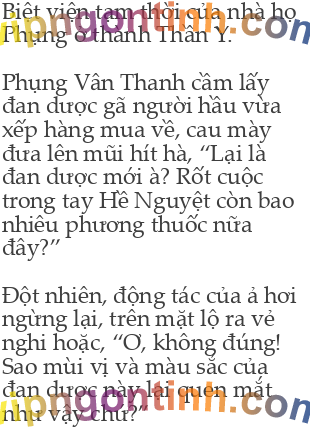 Biệt viện tạm thời của nhà họ
Phụng ở thành Thần Y.
Phụng Vân Thanh cầm lấy
đan dược gã người hầu vừa
xếp hàng mua về, cau mày
đưa lên mũi hít hà, “Lại là
đan dược mới à? Rốt cuộc
trong tay Hề Nguyệt còn bao
nhiêu phương thuốc nữa
đây?”
Đột nhiên, động tác của ả hơi
ngừng lại, trên mặt lộ ra vẻ
nghi hoặc, “Ơ, không đúng!
Sao mùi vị và màu sắc của
đan dược này lại quen mắt
như vậy chứ?”